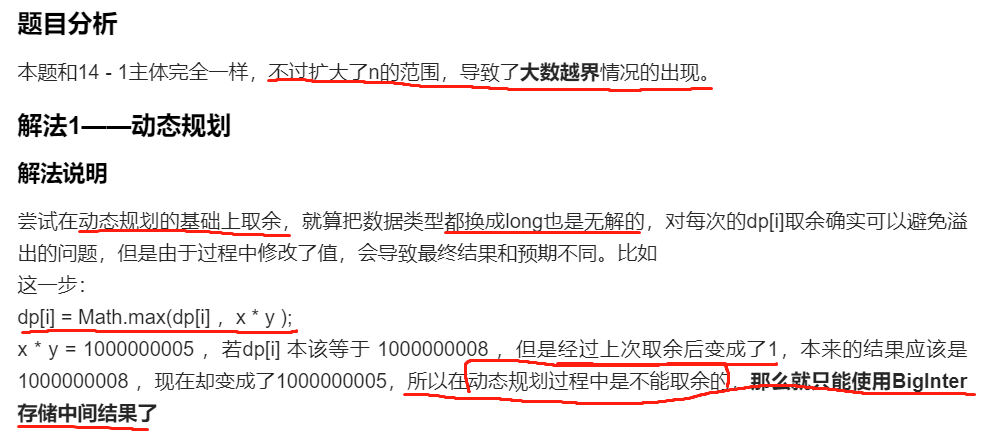 题目分析
本题和14 - 1主体完全一样，不过扩大了n的范围，导致了大数越界情况的出现。
解法1——动态规划
解法说明
尝试在动态规划的基础上取余，就算把数据类型都换成long也是无解的，对每次的dp[i]取余确实可以避免溢
出的问题，但是由于过程中修改了值，会导致最终结果和预期不同。比如
这一步：
dp[i] = Math.max(dp[i] ，x * y );
x * y = 1000000005 ，若dp[i] 本该等于 1000000008 ，但是经过上次取余后变成了1，本来的结果应该是
1000000008 ，现在却变成了1000000005，所以在动态规划过程中是不能取余的，那么就只能使用BigInter
存储中间结果了